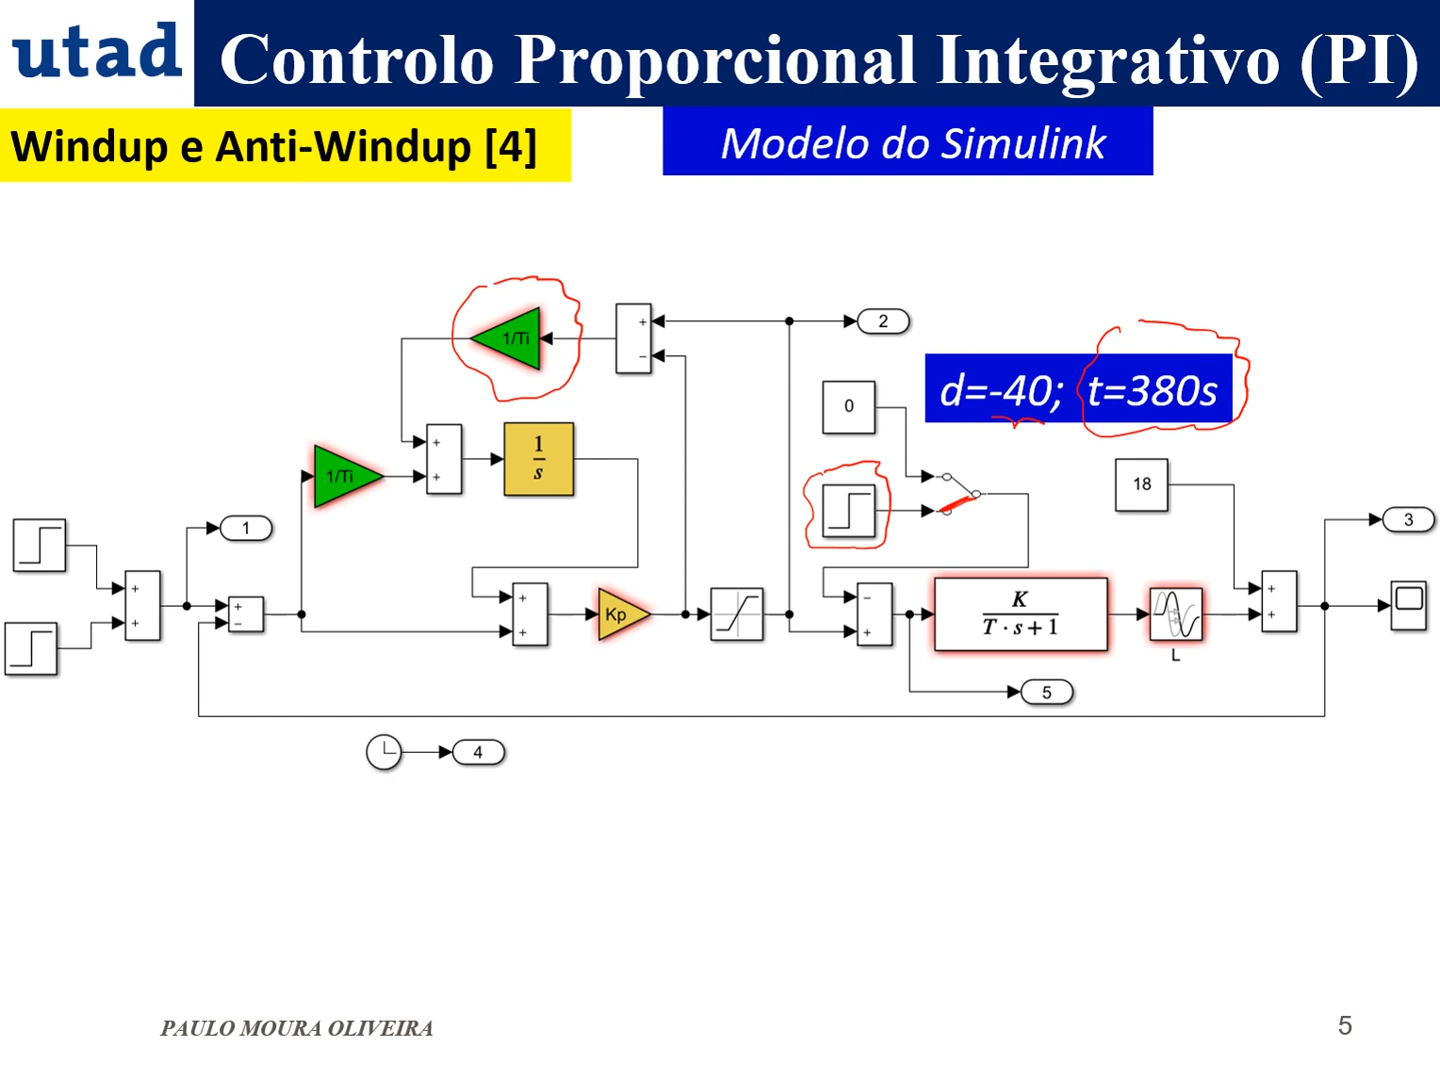 utad
Controlo Proporcional Integrativo (PI)
Windup e Anti-Windup [4]
Modelo do Simulink
1/Ti
+
−
2
d=-40; t=380s
0
+
+
1
s
1/Ti
18
1
3
+
+
+
−
+
+
Kp
−
+
K
T · s + 1
L
+
+
5
4
PAULO MOURA OLIVEIRA
5